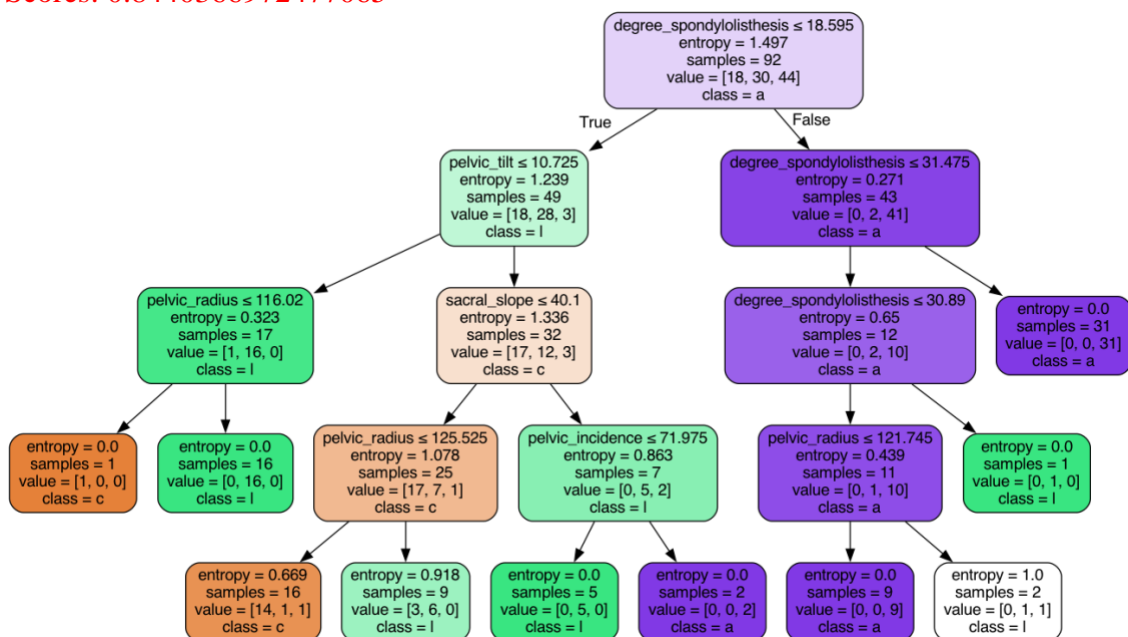 Scores: 0.8440366972477065
degree_spondylolisthesis ≤ 18.595
entropy = 1.497
samples = 92
value = [18, 30, 44]
class = a
True
False
pelvic_tilt ≤ 10.725
entropy = 1.239
samples = 49
value = [18, 28, 3]
class = l
degree_spondylolisthesis ≤ 31.475
entropy = 0.271
samples = 43
value = [0, 2, 41]
class = a
pelvic_radius ≤ 116.02
entropy = 0.323
samples = 17
value = [1, 16, 0]
class = l
sacral_slope ≤ 40.1
entropy = 1.336
samples = 32
value = [17, 12, 3]
class = c
degree_spondylolisthesis ≤ 30.89
entropy = 0.65
samples = 12
value = [0, 2, 10]
class = a
entropy = 0.0
samples = 31
value = [0, 0, 31]
class = a
entropy = 0.0
samples = 1
value = [1, 0, 0]
class = c
entropy = 0.0
samples = 16
value = [0, 16, 0]
class = l
pelvic_radius ≤ 125.525
entropy = 1.078
samples = 25
value = [17, 7, 1]
class = c
pelvic_incidence ≤ 71.975
entropy = 0.863
samples = 7
value = [0, 5, 2]
class = l
pelvic_radius ≤ 121.745
entropy = 0.439
samples = 11
value = [0, 1, 10]
class = a
entropy = 0.0
samples = 1
value = [0, 1, 0]
class = l
entropy = 0.669
samples = 16
value = [14, 1, 1]
class = c
entropy = 0.918
samples = 9
value = [3, 6, 0]
class = l
entropy = 0.0
samples = 5
value = [0, 5, 0]
class = l
entropy = 0.0
samples = 2
value = [0, 0, 2]
class = a
entropy = 0.0
samples = 9
value = [0, 0, 9]
class = a
entropy = 1.0
samples = 2
value = [0, 1, 1]
class = l